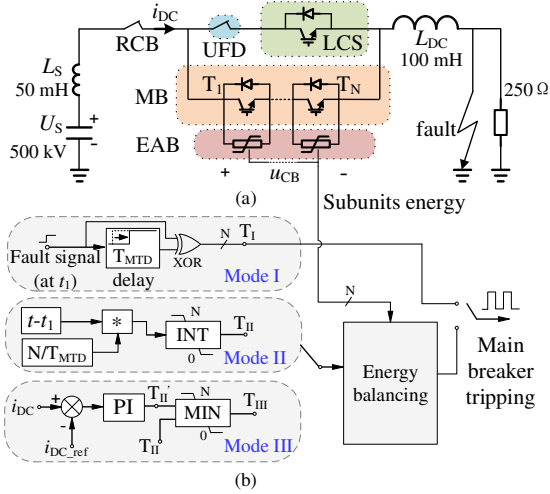 i_DC
RCB
UFD
LCS
L_DC
100 mH
L_S
50 mH
MB
T_1
T_N
250 Ω
U_S
+
-
500 kV
EAB
fault
+
u_CB
-
(a)
Subunits energy
Fault signal
(at t_1)
T_MTD
delay
XOR
N
T_I
Mode I
N
t-t_1
*
N/T_MTD
INT
N
0
T_II
Mode II
Energy
balancing
Main
breaker
tripping
i_DC
+
-
i_DC_ref
PI
T_II'
T_II
MIN
N
0
T_III
Mode III
(b)